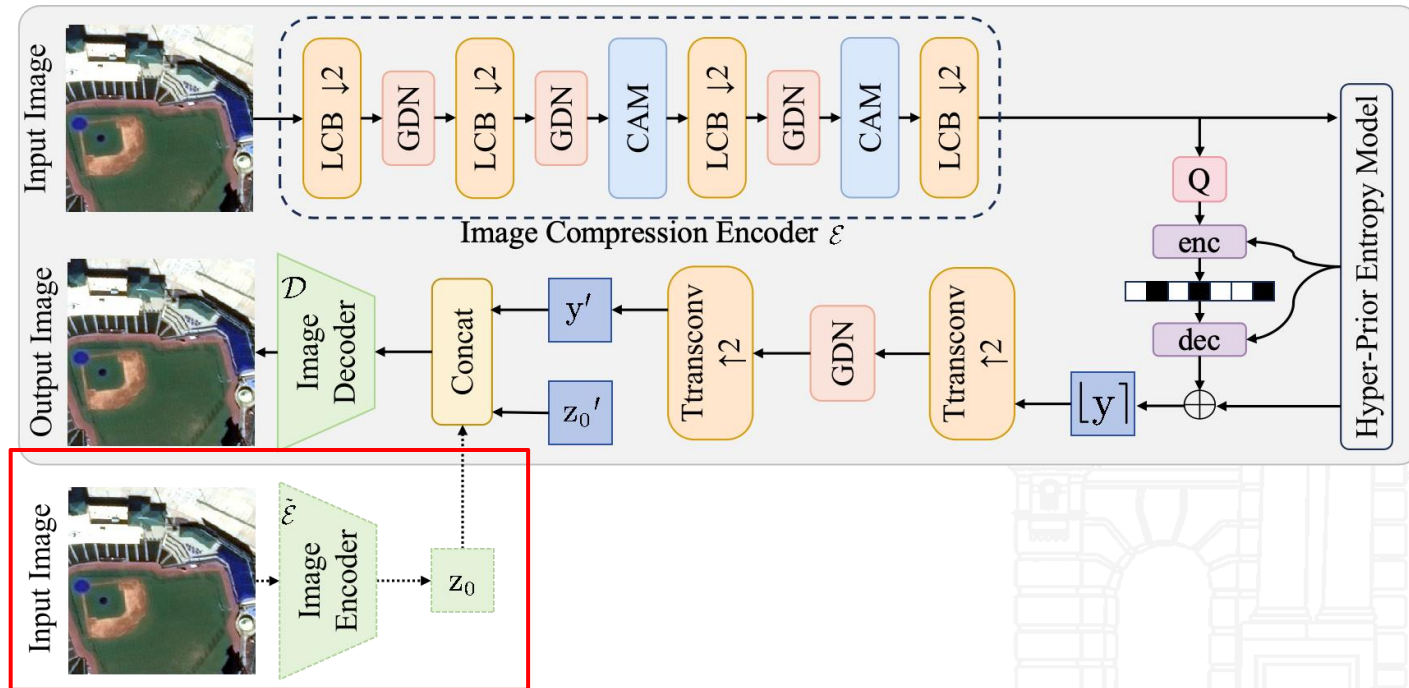 Input Image
LCB ↓2
GDN
LCB ↓2
GDN
CAM
LCB ↓2
GDN
CAM
LCB ↓2
Image Compression Encoder ℰ
Q
enc
dec
Hyper-Prior Entropy Model
Output Image
𝒟
Image
Decoder
Concat
y′
z₀′
Ttransconv
↑2
GDN
Ttransconv
↑2
⌊y⌉
Input Image
ℰ̃
Image
Encoder
z₀